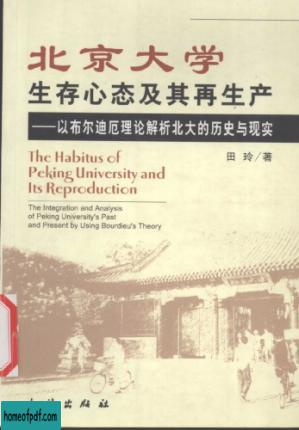 北京大学
生存心态及其再生产
——以布尔迪厄理论解析北大的历史与现实
田 玲／著
The Habitus of
Peking University and
Its Reproduction
The Integration and Analysis
of Peking University's Past
and Present by Using Bourdieu's Theory
出版社
homeofpdf.com